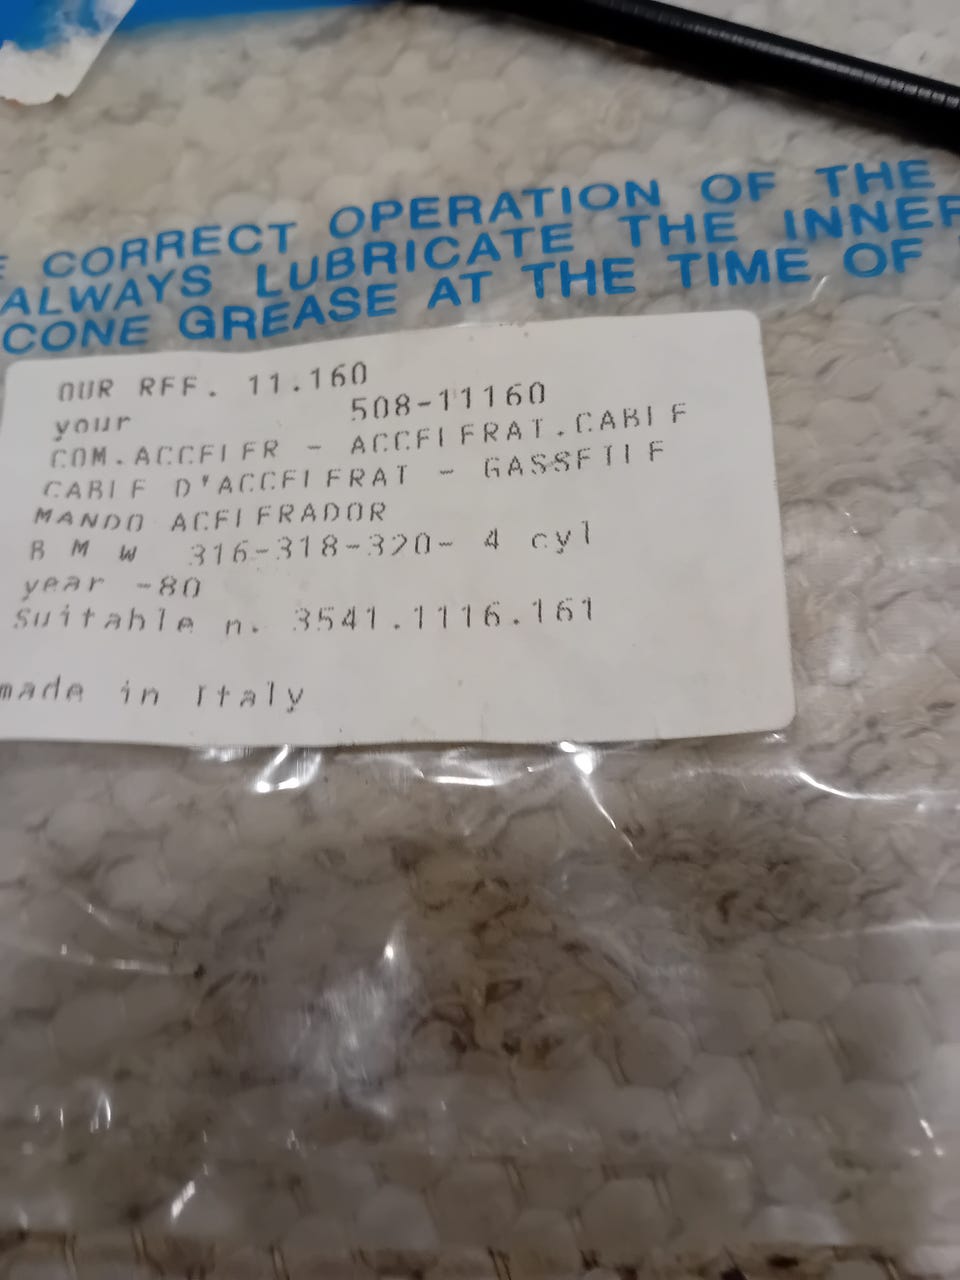 CORRECT OPERATION OF THE
ALWAYS LUBRICATE THE INNER
CONE GREASE AT THE TIME OF
OUR REF. 11.160
your 508-11160
COM.ACCELER - ACCELERAT.CABLE
CABLE D'ACCELERAT - GASSEILE
MANDO ACELERADOR
B M W 316-318-320- 4 cyl
year -80
Suitable n. 3541.1116.161
made in Italy